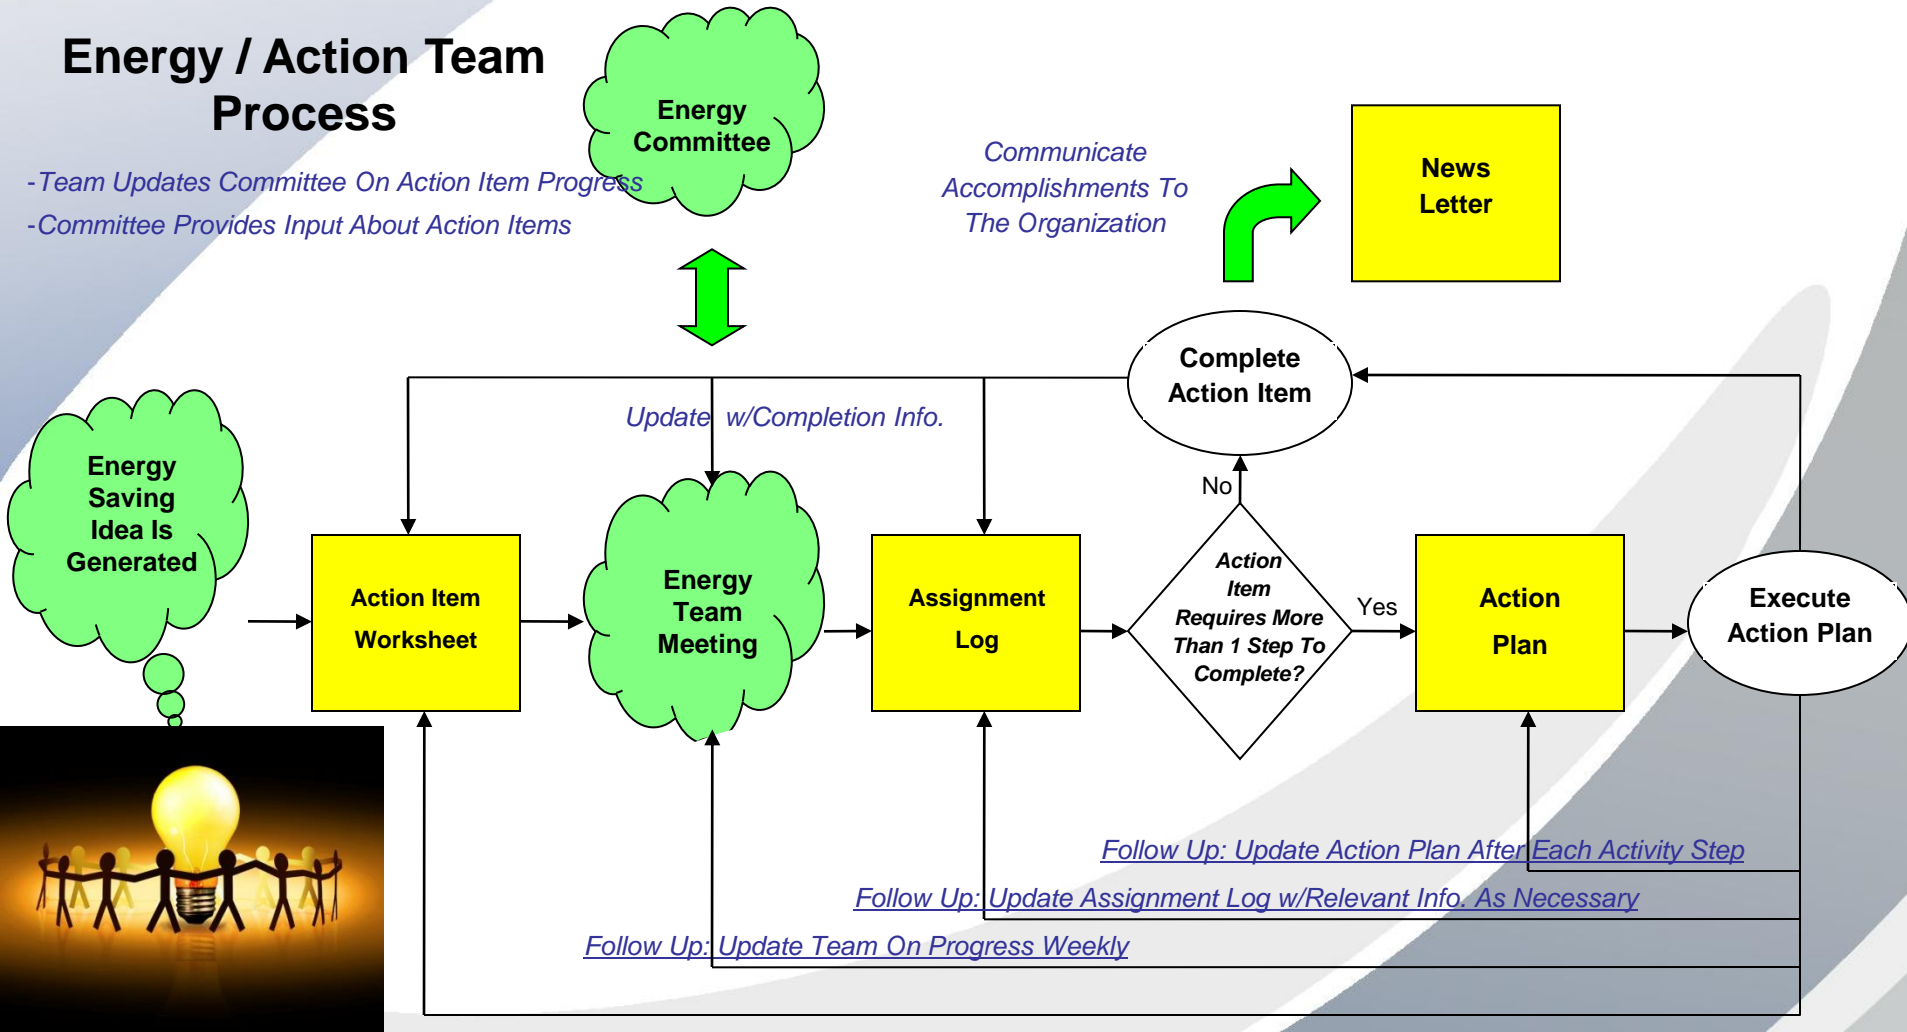 Energy / Action Team
Process
-Team Updates Committee On Action Item Progress
-Committee Provides Input About Action Items
Energy
Committee
Communicate
Accomplishments To
The Organization
News
Letter
Complete
Action Item
Update  w/Completion Info.
Energy
Saving
Idea Is
Generated
Action Item
Worksheet
Energy
Team
Meeting
Assignment
Log
No
Action
Item
Requires More
Than 1 Step To
Complete?
Yes
Action
Plan
Execute
Action Plan
Follow Up: Update Action Plan After Each Activity Step
Follow Up: Update Assignment Log w/Relevant Info. As Necessary
Follow Up: Update Team On Progress Weekly